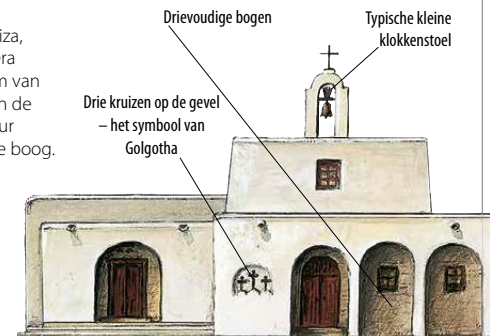 iza,
era
m van
n de
ur
e boog.
Drievoudige bogen
Typische kleine
klokkenstoel
Drie kruizen op de gevel
– het symbool van
Golgotha